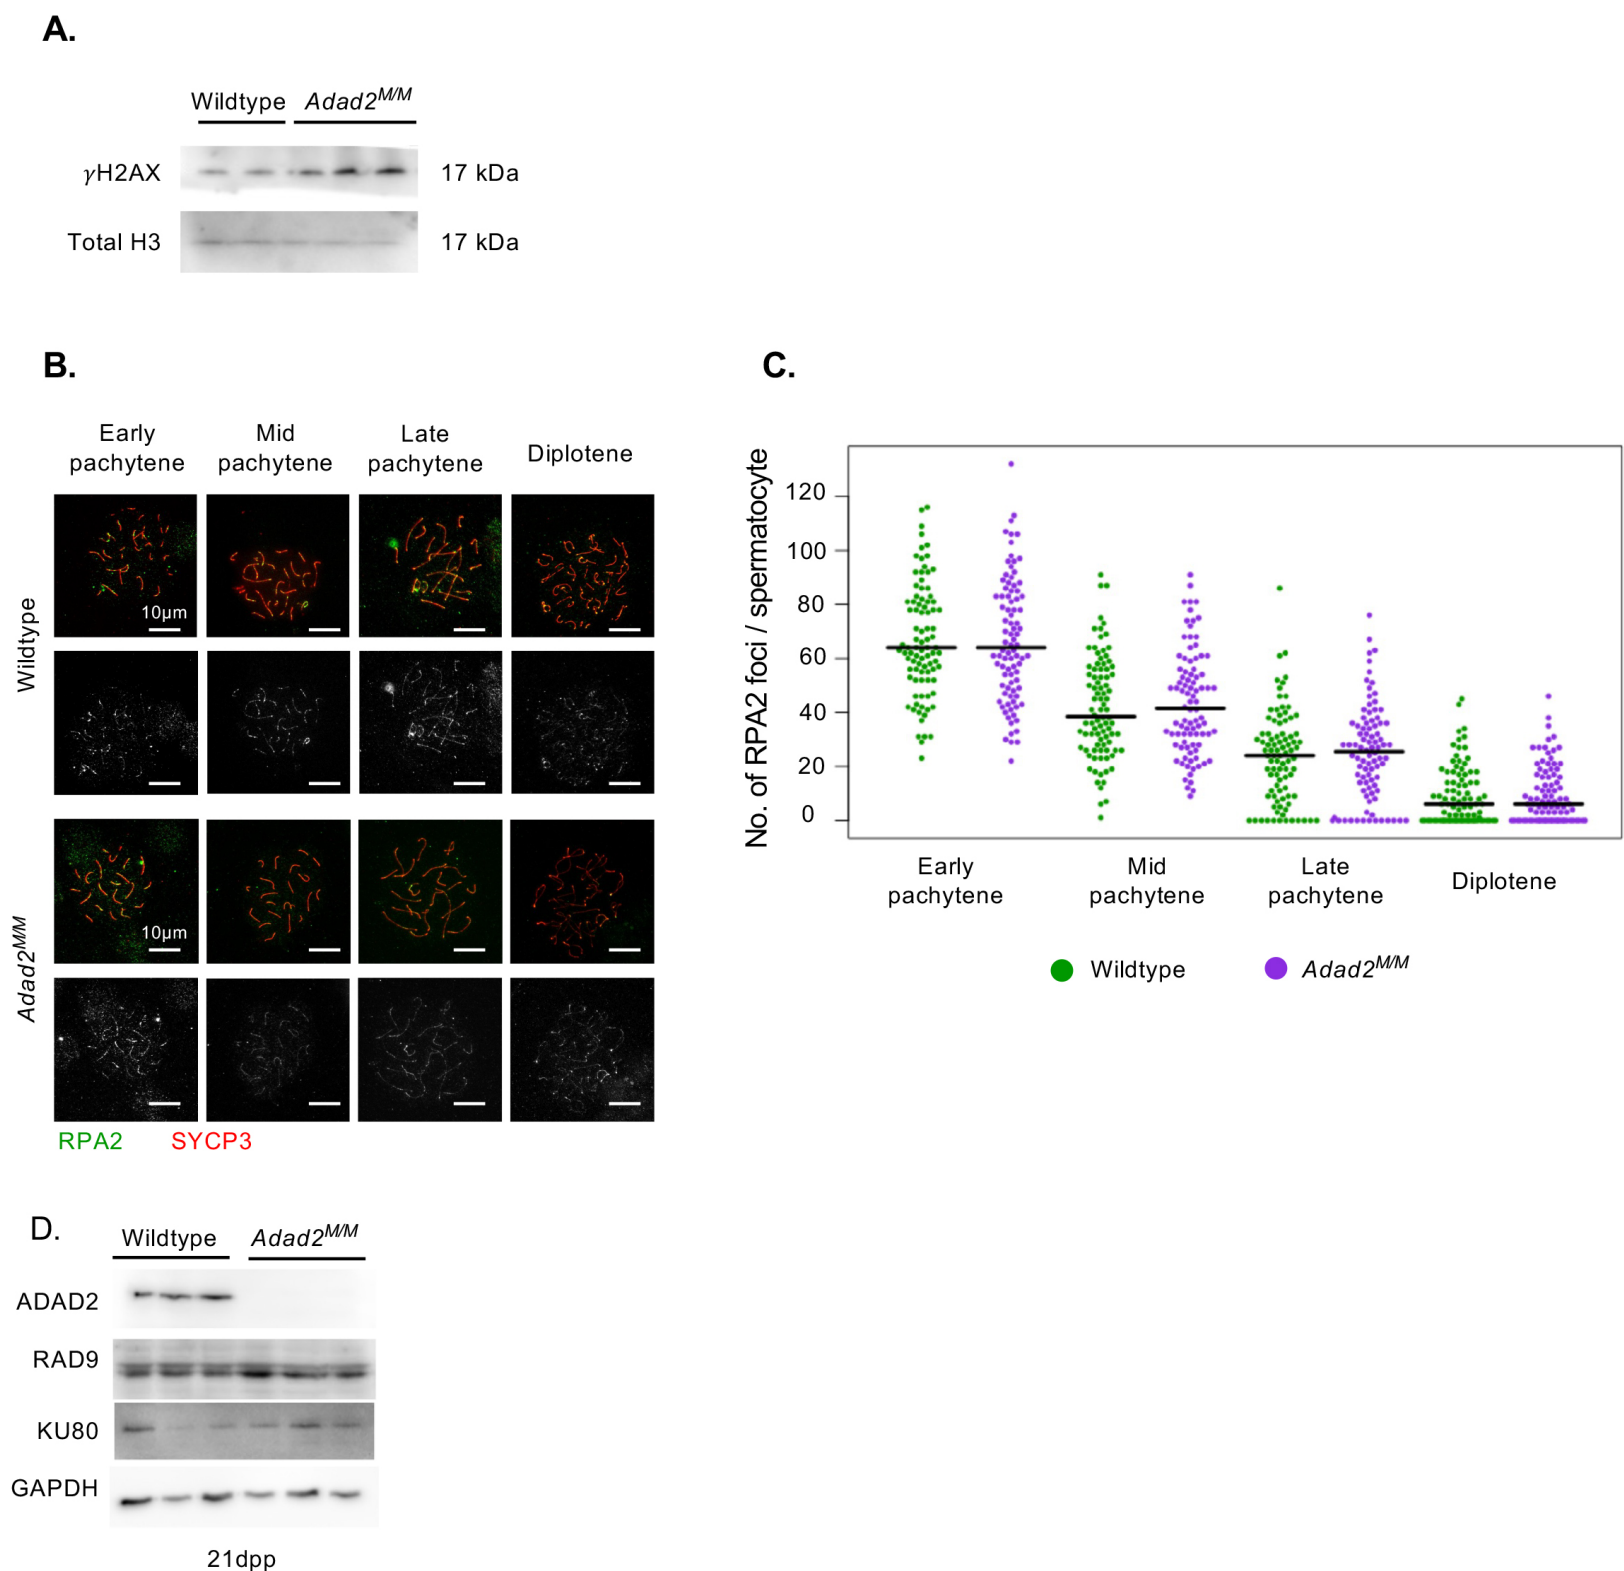 A.
Wildtype Adad2M/M
γH2AX 17 kDa
Total H3 17 kDa
B.
Early pachytene
Mid pachytene
Late pachytene
Diplotene
Wildtype
10µm
Adad2M/M
10µm
RPA2 SYCP3
C.
No. of RPA2 foci / spermatocyte
120
100
80
60
40
20
0
Early pachytene
Mid pachytene
Late pachytene
Diplotene
Wildtype Adad2M/M
D.
Wildtype Adad2M/M
ADAD2
RAD9
KU80
GAPDH
21dpp